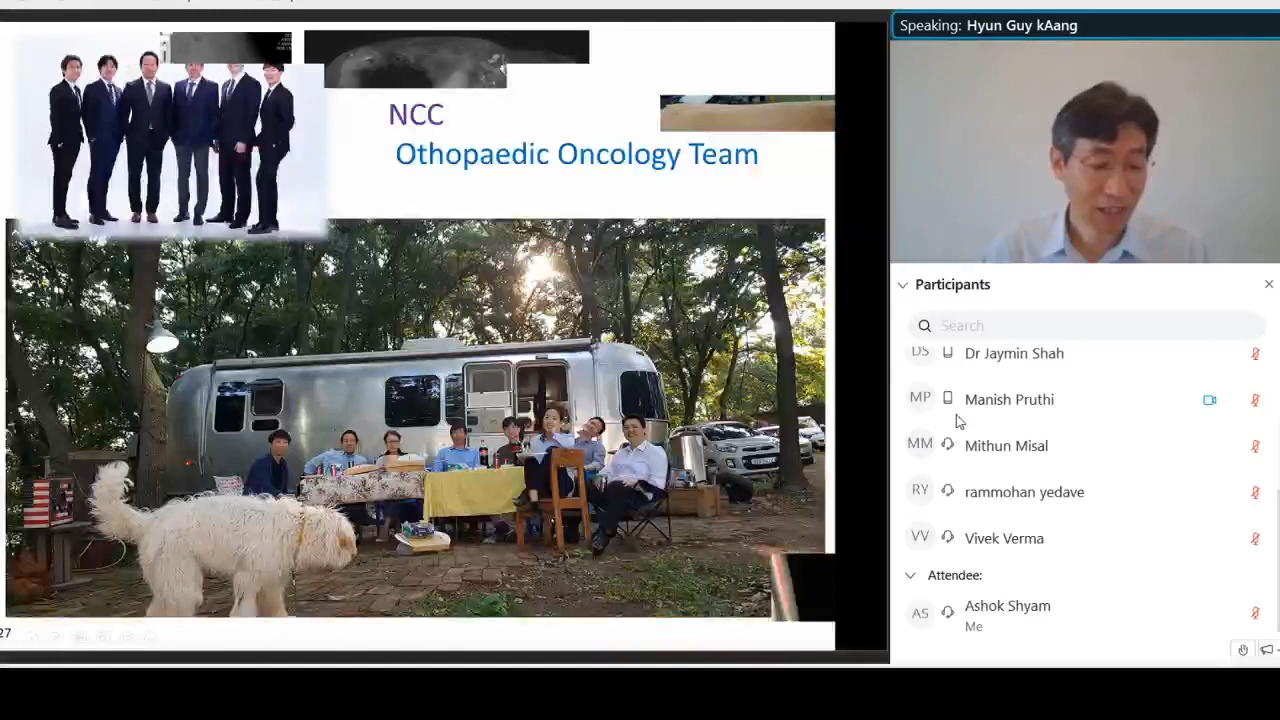 Speaking: Hyun Guy kAang
NCC
Othopaedic Oncology Team
27
Participants
Search
DS Dr Jaymin Shah
MP Manish Pruthi
MM Mithun Misal
RY rammohan yedave
VV Vivek Verma
Attendee:
AS Ashok Shyam
Me